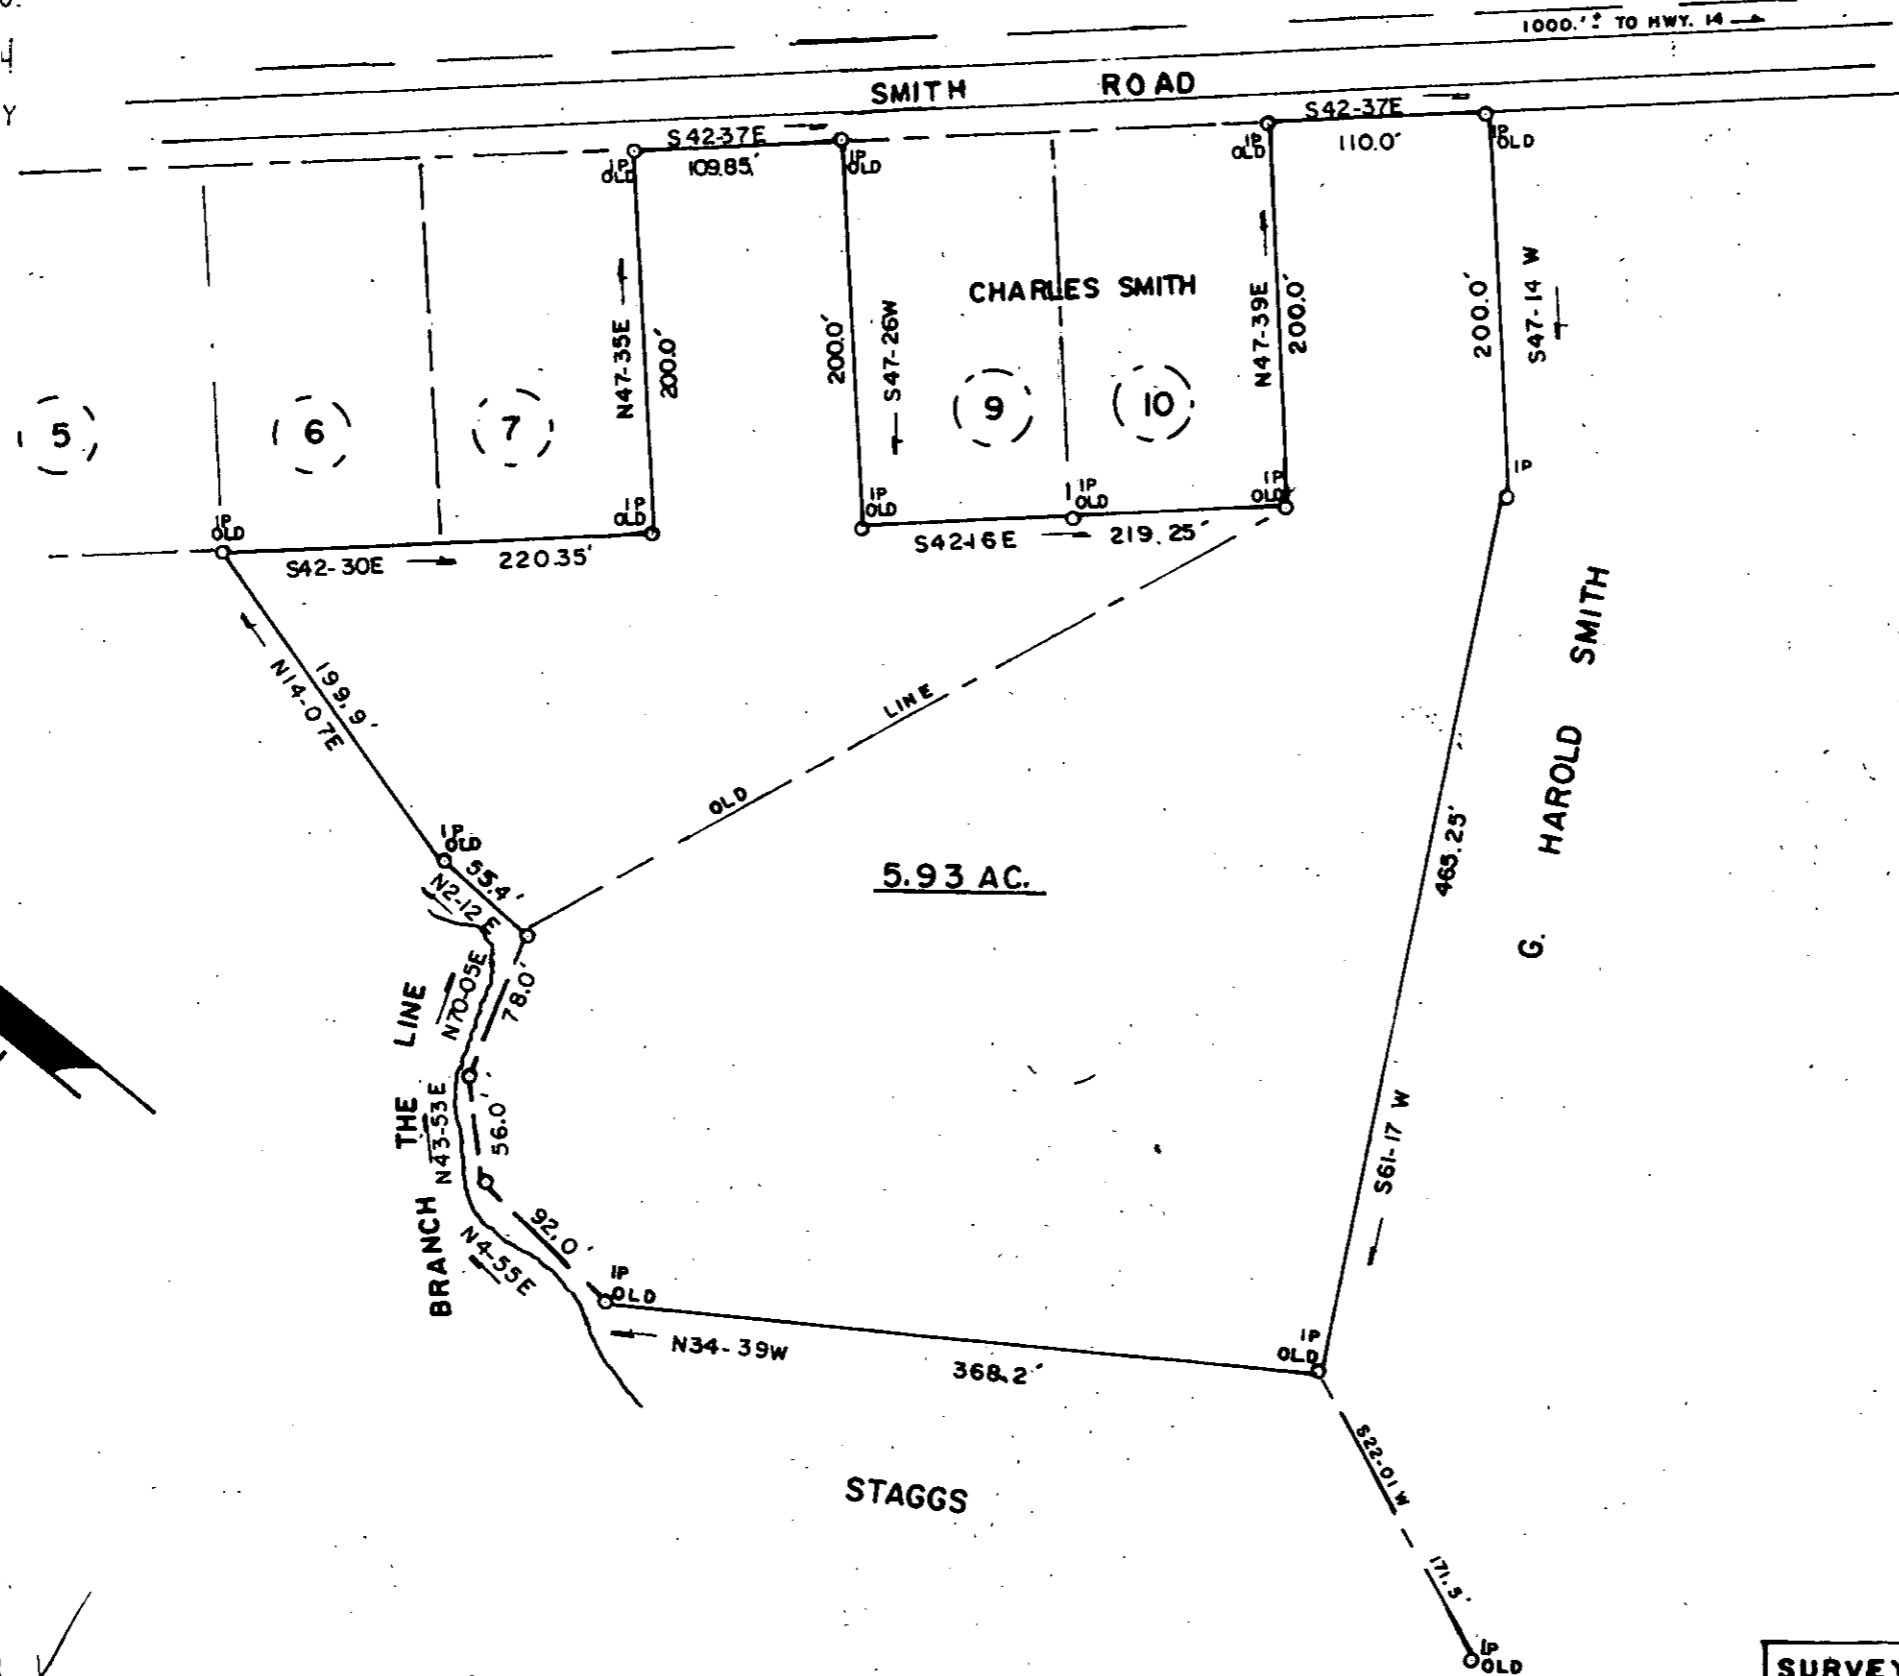 1000.'± TO HWY. 14
SMITH ROAD
Y
S42-37E
109.85'
IP
OLD
IP
OLD
S42-37E
110.0'
IP
OLD
IP
OLD
N47-35E
200.0'
200.0'
S47-26W
CHARLES SMITH
N47-39E
200.0'
200.0'
S47-14 W
5
6
7
9
10
IP
OLD
IP
OLD
IP
OLD
IP
OLD
IP
OLD
IP
S42-30E
220.35'
S42-16E
219.25'
199.9'
N14-07E
OLD LINE
G. HAROLD SMITH
IP
OLD
55.4'
N2-12E
5.93 AC.
465.25'
N70-05E
78.0'
BRANCH THE LINE
N43-53E
56.0'
S61-17 W
92.0'
N4-55E
IP
OLD
N34-39W
368.2'
IP
OLD
STAGGS
S22-01W
171.5'
IP
OLD
SURVEY